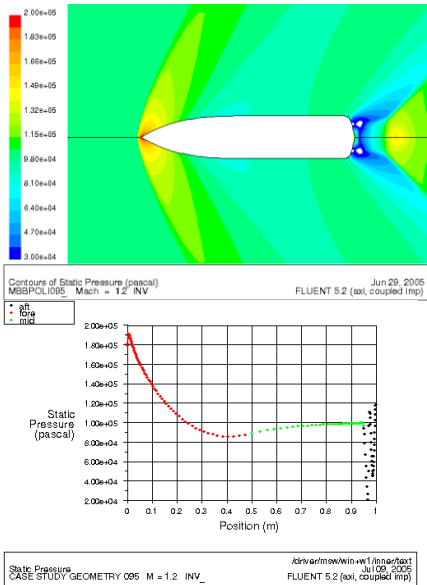 2.00e+05
1.83e+05
1.66e+05
1.49e+05
1.32e+05
1.15e+05
9.80e+04
8.10e+04
6.40e+04
4.70e+04
3.00e+04
Contours of Static Pressure (pascal)
MBBPOLI095_ Mach = 1.2 INV
Jun 29, 2005
FLUENT 5.2 (axi, coupled imp)
aft
fore
mid
2.00e+05
1.80e+05
1.60e+05
1.40e+05
1.20e+05
1.00e+05
8.00e+04
6.00e+04
4.00e+04
2.00e+04
Static
Pressure
(pascal)
0 0.1 0.2 0.3 0.4 0.5 0.6 0.7 0.8 0.9 1
Position (m)
Static Pressure
CASE STUDY GEOMETRY 095 M = 1.2 INV_
/driver/msw/win+w1/inner/text
Jul 09, 2005
FLUENT 5.2 (axi, coupled imp)